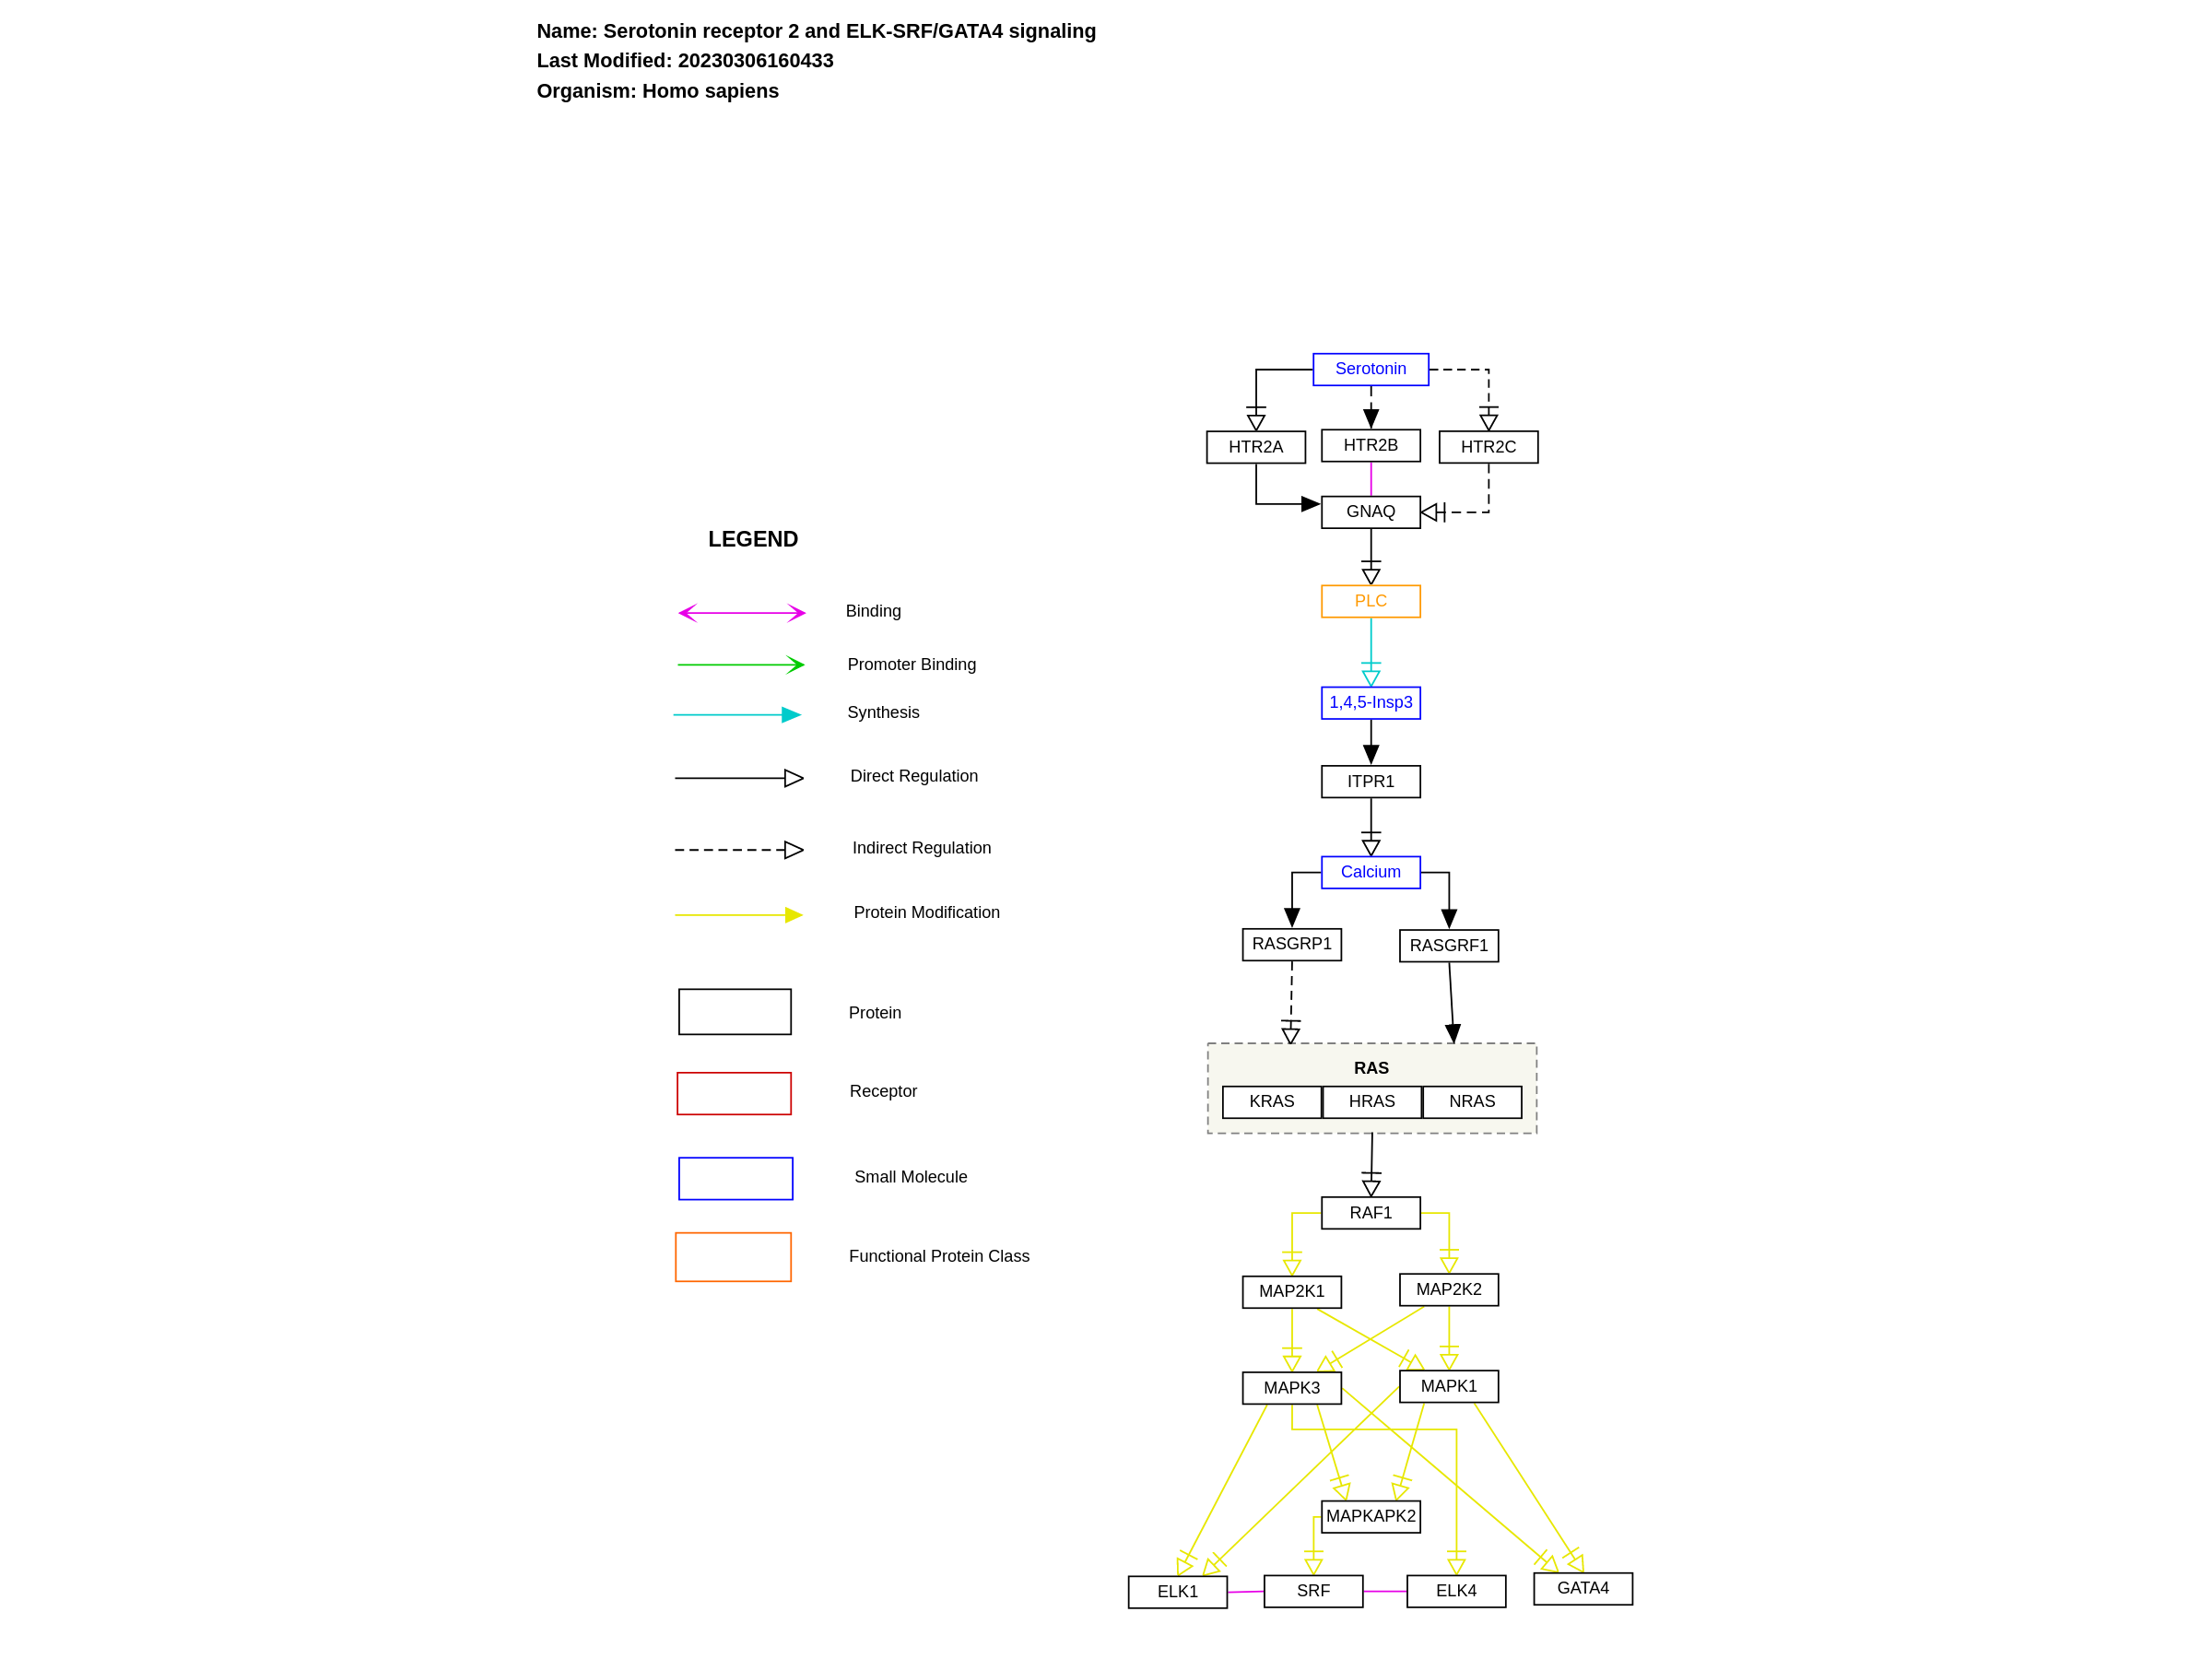 Name: Serotonin receptor 2 and ELK-SRF/GATA4 signaling
Last Modified: 20230306160433
Organism: Homo sapiens
LEGEND
Binding
Promoter Binding
Synthesis
Direct Regulation
Indirect Regulation
Protein Modification
Protein
Receptor
Small Molecule
Functional Protein Class
Serotonin
HTR2A
HTR2B
HTR2C
GNAQ
PLC
1,4,5-Insp3
ITPR1
Calcium
RASGRP1
RASGRF1
RAS
KRAS
HRAS
NRAS
RAF1
MAP2K1
MAP2K2
MAPK3
MAPK1
MAPKAPK2
ELK1
SRF
ELK4
GATA4